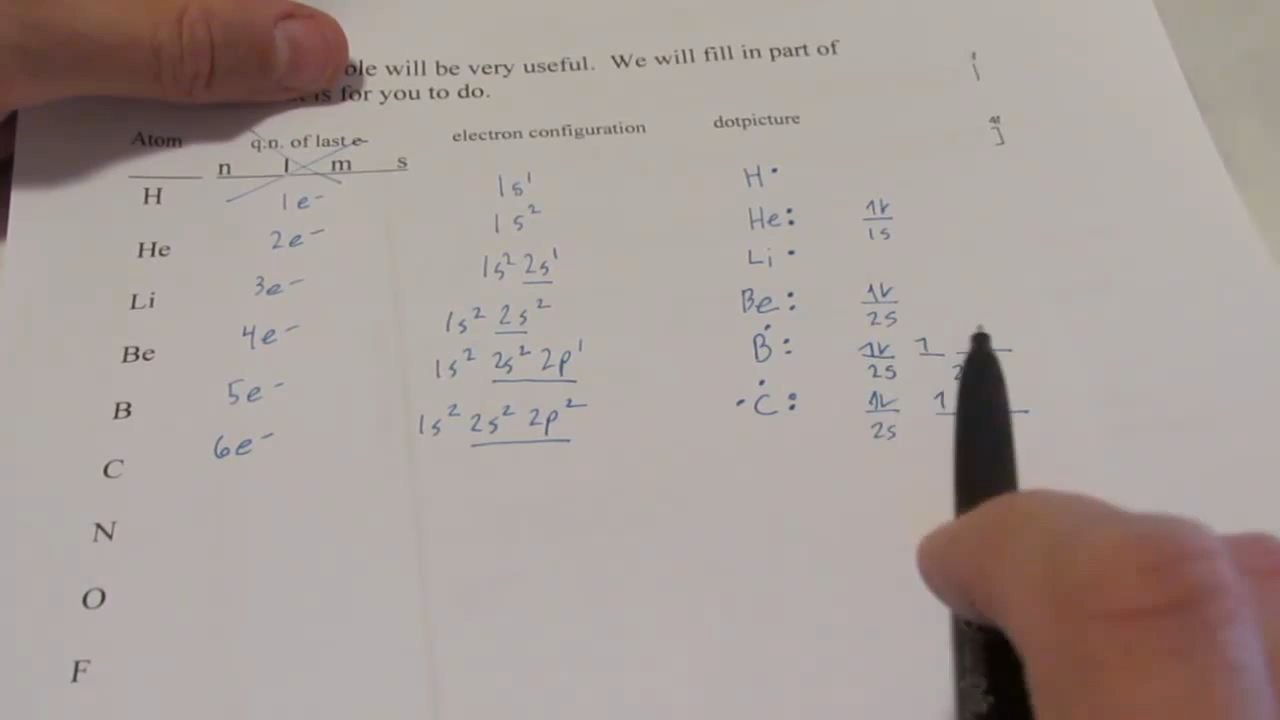 will be very useful. We will fill in part of
is for you to do.
Atom q.n. of last e- electron configuration dotpicture
n l m s
H 1e⁻ 1s¹ H•
He 2e⁻ 1s² He: 1s
Li 3e⁻ 1s² 2s¹ Li •
Be 4e⁻ 1s² 2s² Be: 2s
B 5e⁻ 1s² 2s² 2p¹ B: 2s
C 6e⁻ 1s² 2s² 2p² •C: 2s
N
O
F